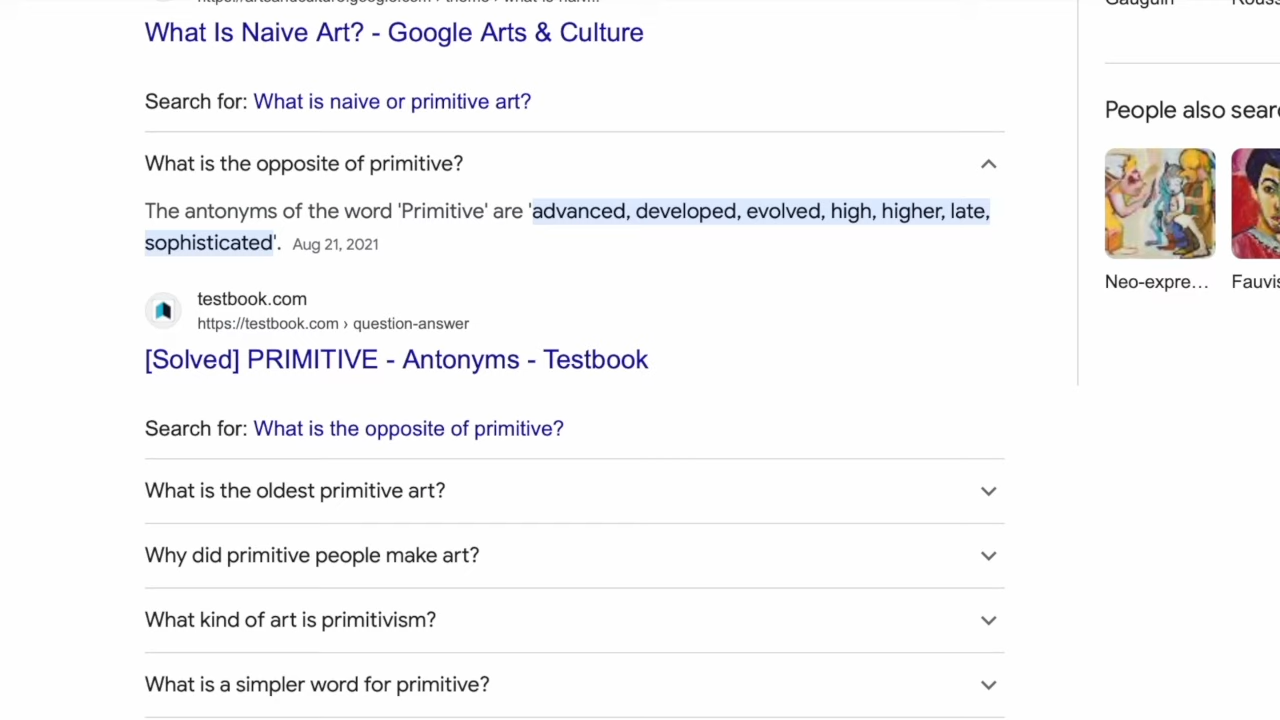 What Is Naive Art? - Google Arts & Culture
Search for: What is naive or primitive art?
What is the opposite of primitive?
The antonyms of the word 'Primitive' are 'advanced, developed, evolved, high, higher, late,
sophisticated'. Aug 21, 2021
testbook.com
https://testbook.com › question-answer
[Solved] PRIMITIVE - Antonyms - Testbook
Search for: What is the opposite of primitive?
What is the oldest primitive art?
Why did primitive people make art?
What kind of art is primitivism?
What is a simpler word for primitive?
Gauguin
People also sear
Neo-expre... Fauvis